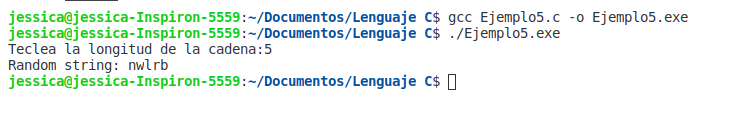 jessica@jessica-Inspiron-5559:~/Documentos/Lenguaje C$ gcc Ejemplo5.c -o Ejemplo5.exe
jessica@jessica-Inspiron-5559:~/Documentos/Lenguaje C$ ./Ejemplo5.exe
Teclea la longitud de la cadena:5
Random string: nwlrb
jessica@jessica-Inspiron-5559:~/Documentos/Lenguaje C$